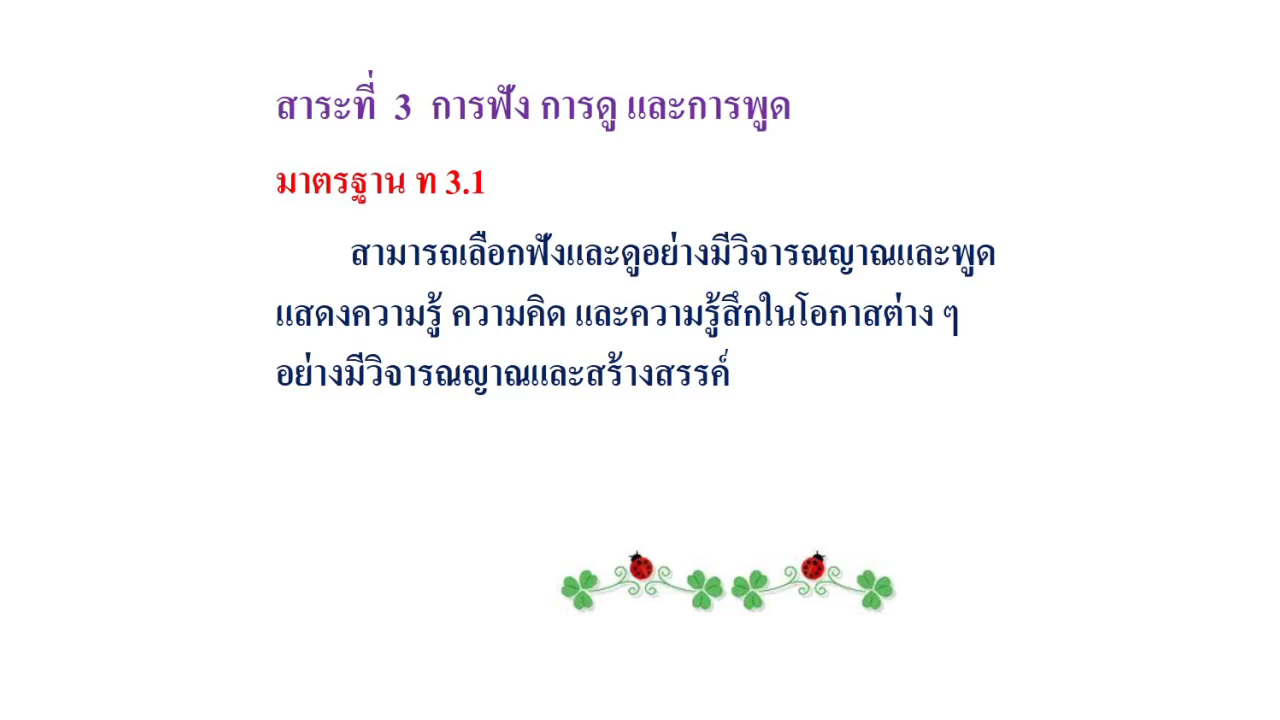 สาระที่ 3 การฟัง การดู และการพูด
มาตรฐาน ท 3.1
สามารถเลือกฟังและดูอย่างมีวิจารณญาณและพูด
แสดงความรู้ ความคิด และความรู้สึกในโอกาสต่าง ๆ
อย่างมีวิจารณญาณและสร้างสรรค์